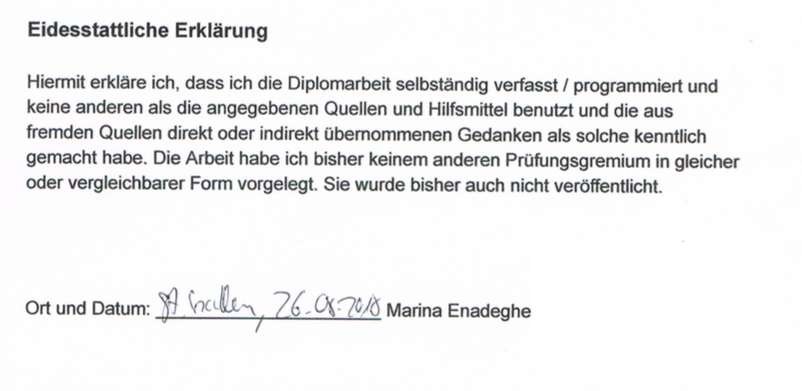 Eidesstattliche Erklärung
Hiermit erkläre ich, dass ich die Diplomarbeit selbständig verfasst / programmiert und
keine anderen als die angegebenen Quellen und Hilfsmittel benutzt und die aus
fremden Quellen direkt oder indirekt übernommenen Gedanken als solche kenntlich
gemacht habe. Die Arbeit habe ich bisher keinem anderen Prüfungsgremium in gleicher
oder vergleichbarer Form vorgelegt. Sie wurde bisher auch nicht veröffentlicht.
Ort und Datum: St. Gallen, 26.08.2018 Marina Enadeghe